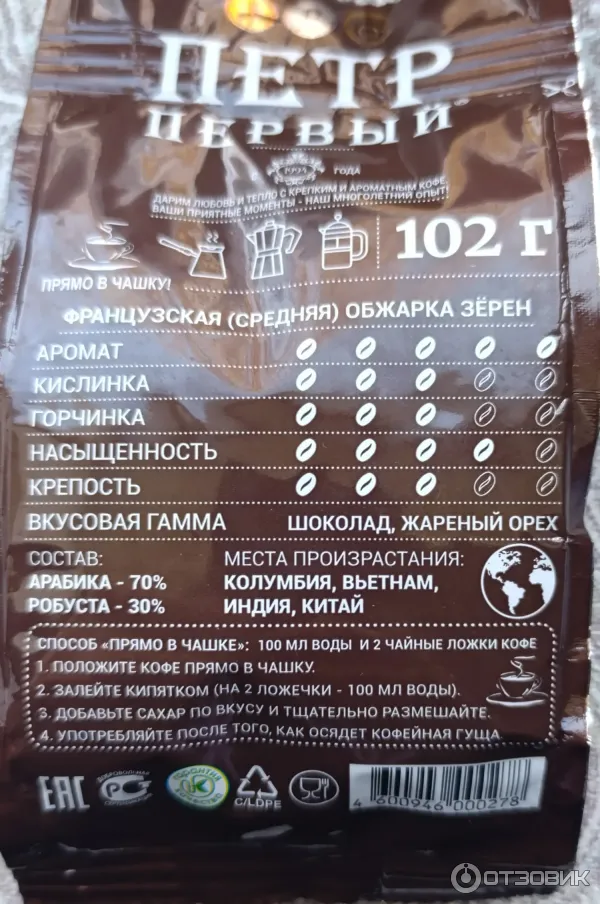 ПЕТР
ПЕРВЫЙ
С 1993 ГОДА
ДАРИМ ЛЮБОВЬ И ТЕПЛО С КРЕПКИМ И АРОМАТНЫМ КОФЕ,
ВАШИ ПРИЯТНЫЕ МОМЕНТЫ - НАШ МНОГОЛЕТНИЙ ОПЫТ!
102 Г
ПРЯМО В ЧАШКУ!
ФРАНЦУЗСКАЯ (СРЕДНЯЯ) ОБЖАРКА ЗЁРЕН
АРОМАТ
КИСЛИНКА
ГОРЧИНКА
НАСЫЩЕННОСТЬ
КРЕПОСТЬ
ВКУСОВАЯ ГАММА ШОКОЛАД, ЖАРЕНЫЙ ОРЕХ
СОСТАВ:
АРАБИКА - 70%
РОБУСТА - 30%
МЕСТА ПРОИЗРАСТАНИЯ:
КОЛУМБИЯ, ВЬЕТНАМ,
ИНДИЯ, КИТАЙ
СПОСОБ «ПРЯМО В ЧАШКЕ»: 100 МЛ ВОДЫ И 2 ЧАЙНЫЕ ЛОЖКИ КОФЕ
1. ПОЛОЖИТЕ КОФЕ ПРЯМО В ЧАШКУ.
2. ЗАЛЕЙТЕ КИПЯТКОМ (НА 2 ЛОЖЕЧКИ - 100 МЛ ВОДЫ).
3. ДОБАВЬТЕ САХАР ПО ВКУСУ И ТЩАТЕЛЬНО РАЗМЕШАЙТЕ.
4. УПОТРЕБЛЯЙТЕ ПОСЛЕ ТОГО, КАК ОСЯДЕТ КОФЕЙНАЯ ГУЩА
EAC
C/LDPE
4 600946 000278
ОТЗОВИК